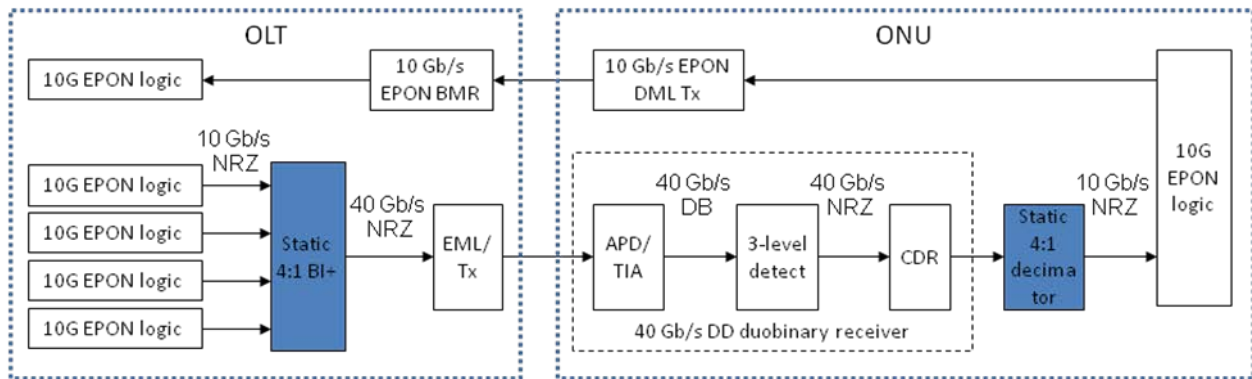 OLT
ONU
10G EPON logic
10 Gb/s
EPON BMR
10 Gb/s EPON
DML Tx
10G
EPON
logic
10 Gb/s
NRZ
10G EPON logic
10G EPON logic
10G EPON logic
10G EPON logic
Static
4:1 BI+
40 Gb/s
NRZ
EML/
Tx
APD/
TIA
40 Gb/s
DB
3-level
detect
40 Gb/s
NRZ
CDR
40 Gb/s DD duobinary receiver
Static
4:1
decima
tor
10 Gb/s
NRZ